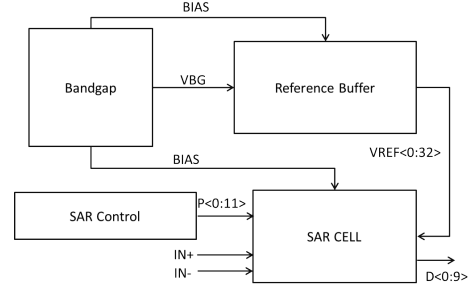 BIAS
Bandgap
VBG
Reference Buffer
VREF<0:32>
BIAS
SAR Control
P<0:11>
SAR CELL
IN+
IN-
D<0:9>